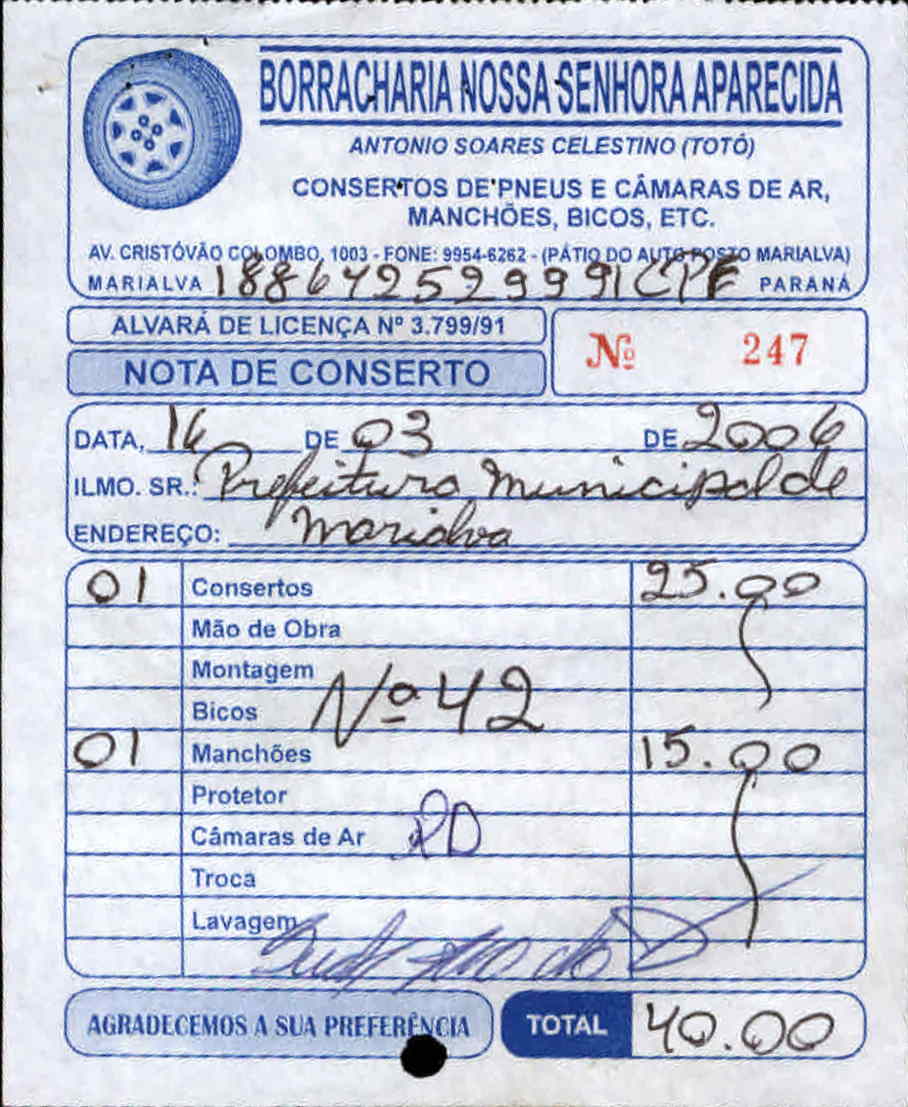 BORRACHARIA NOSSA SENHORA APARECIDA
ANTONIO SOARES CELESTINO (TOTÓ)
CONSERTOS DE PNEUS E CÂMARAS DE AR,
MANCHÕES, BICOS, ETC.
AV. CRISTÓVÃO COLOMBO, 1003 - FONE: 9954-6262 - (PÁTIO DO AUTO POSTO MARIALVA)
MARIALVA 18864252999 CPF PARANÁ
ALVARÁ DE LICENÇA Nº 3.799/91
NOTA DE CONSERTO
Nº 247
DATA, 16 DE 03 DE 2006
ILMO. SR.: Prefeitura Municipal de
ENDEREÇO: Marialva
01 Consertos 25.00
Mão de Obra
Montagem
Bicos
Nº 42
01 Manchões 15.00
Protetor
Câmaras de Ar
Troca
Lavagem
AGRADECEMOS A SUA PREFERÊNCIA
TOTAL 40.00